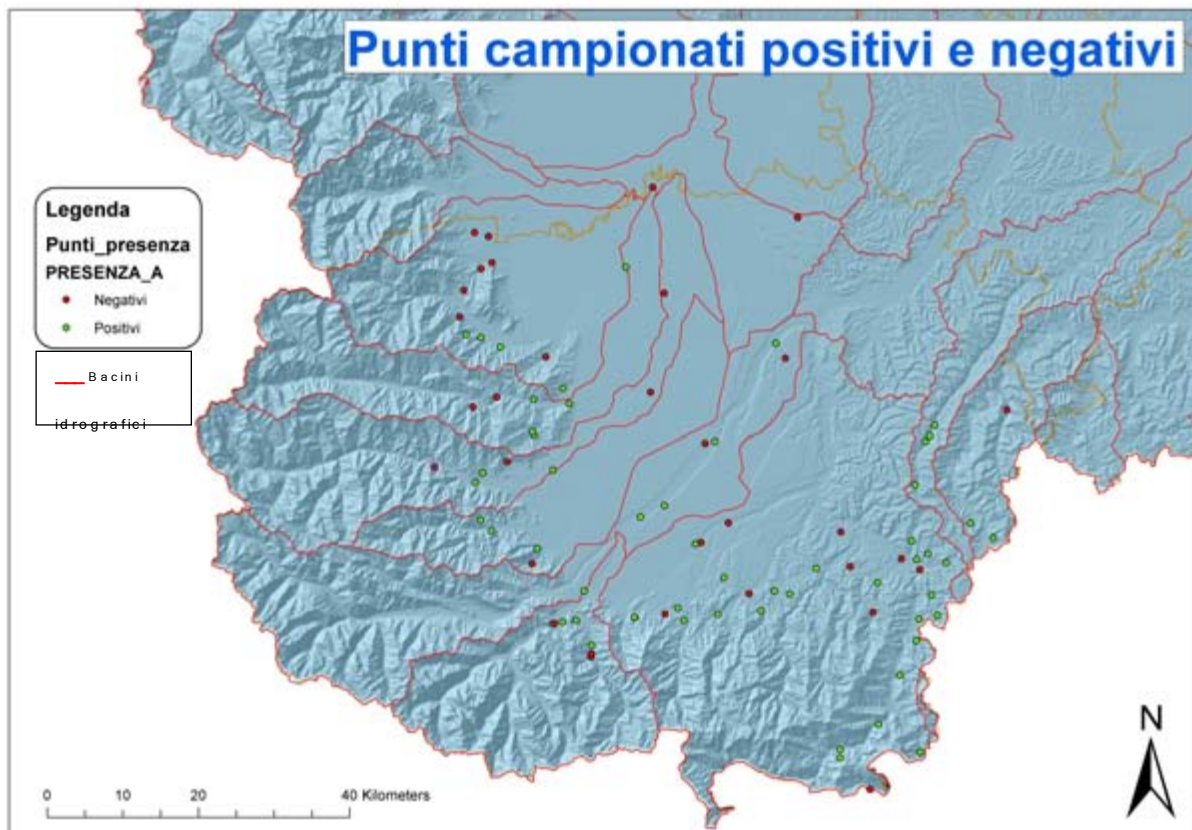 Punti campionati positivi e negativi
Legenda
Punti_presenza
PRESENZA_A
Negativi
Positivi
Bacini
idrografici
N
0 10 20 40 Kilometers